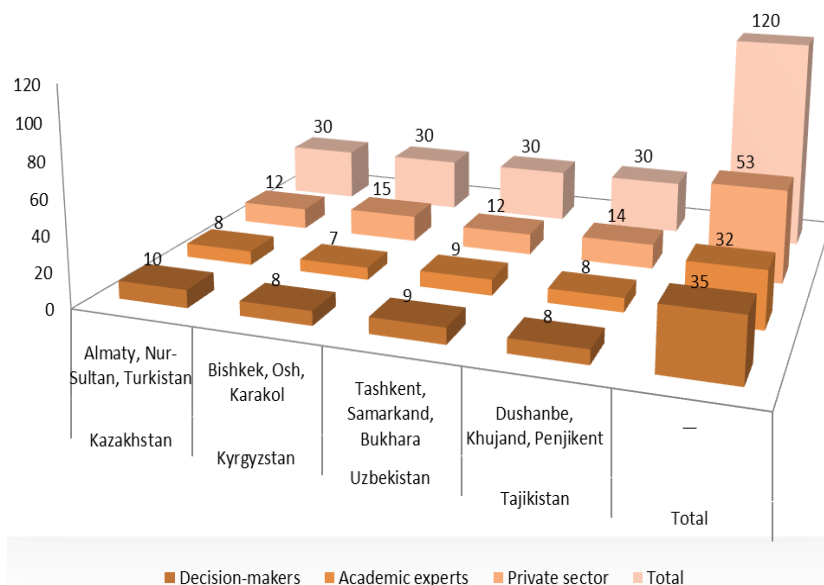 120
120
100
80
60
40
20
0
30
30
30
30
53
12
15
12
14
32
8
7
9
8
35
10
8
9
8
Almaty, Nur-
Sultan, Turkistan
Kazakhstan
Bishkek, Osh,
Karakol
Kyrgyzstan
Tashkent,
Samarkand,
Bukhara
Uzbekistan
Dushanbe,
Khujand, Penjikent
Tajikistan
—
Total
Decision-makers Academic experts Private sector Total